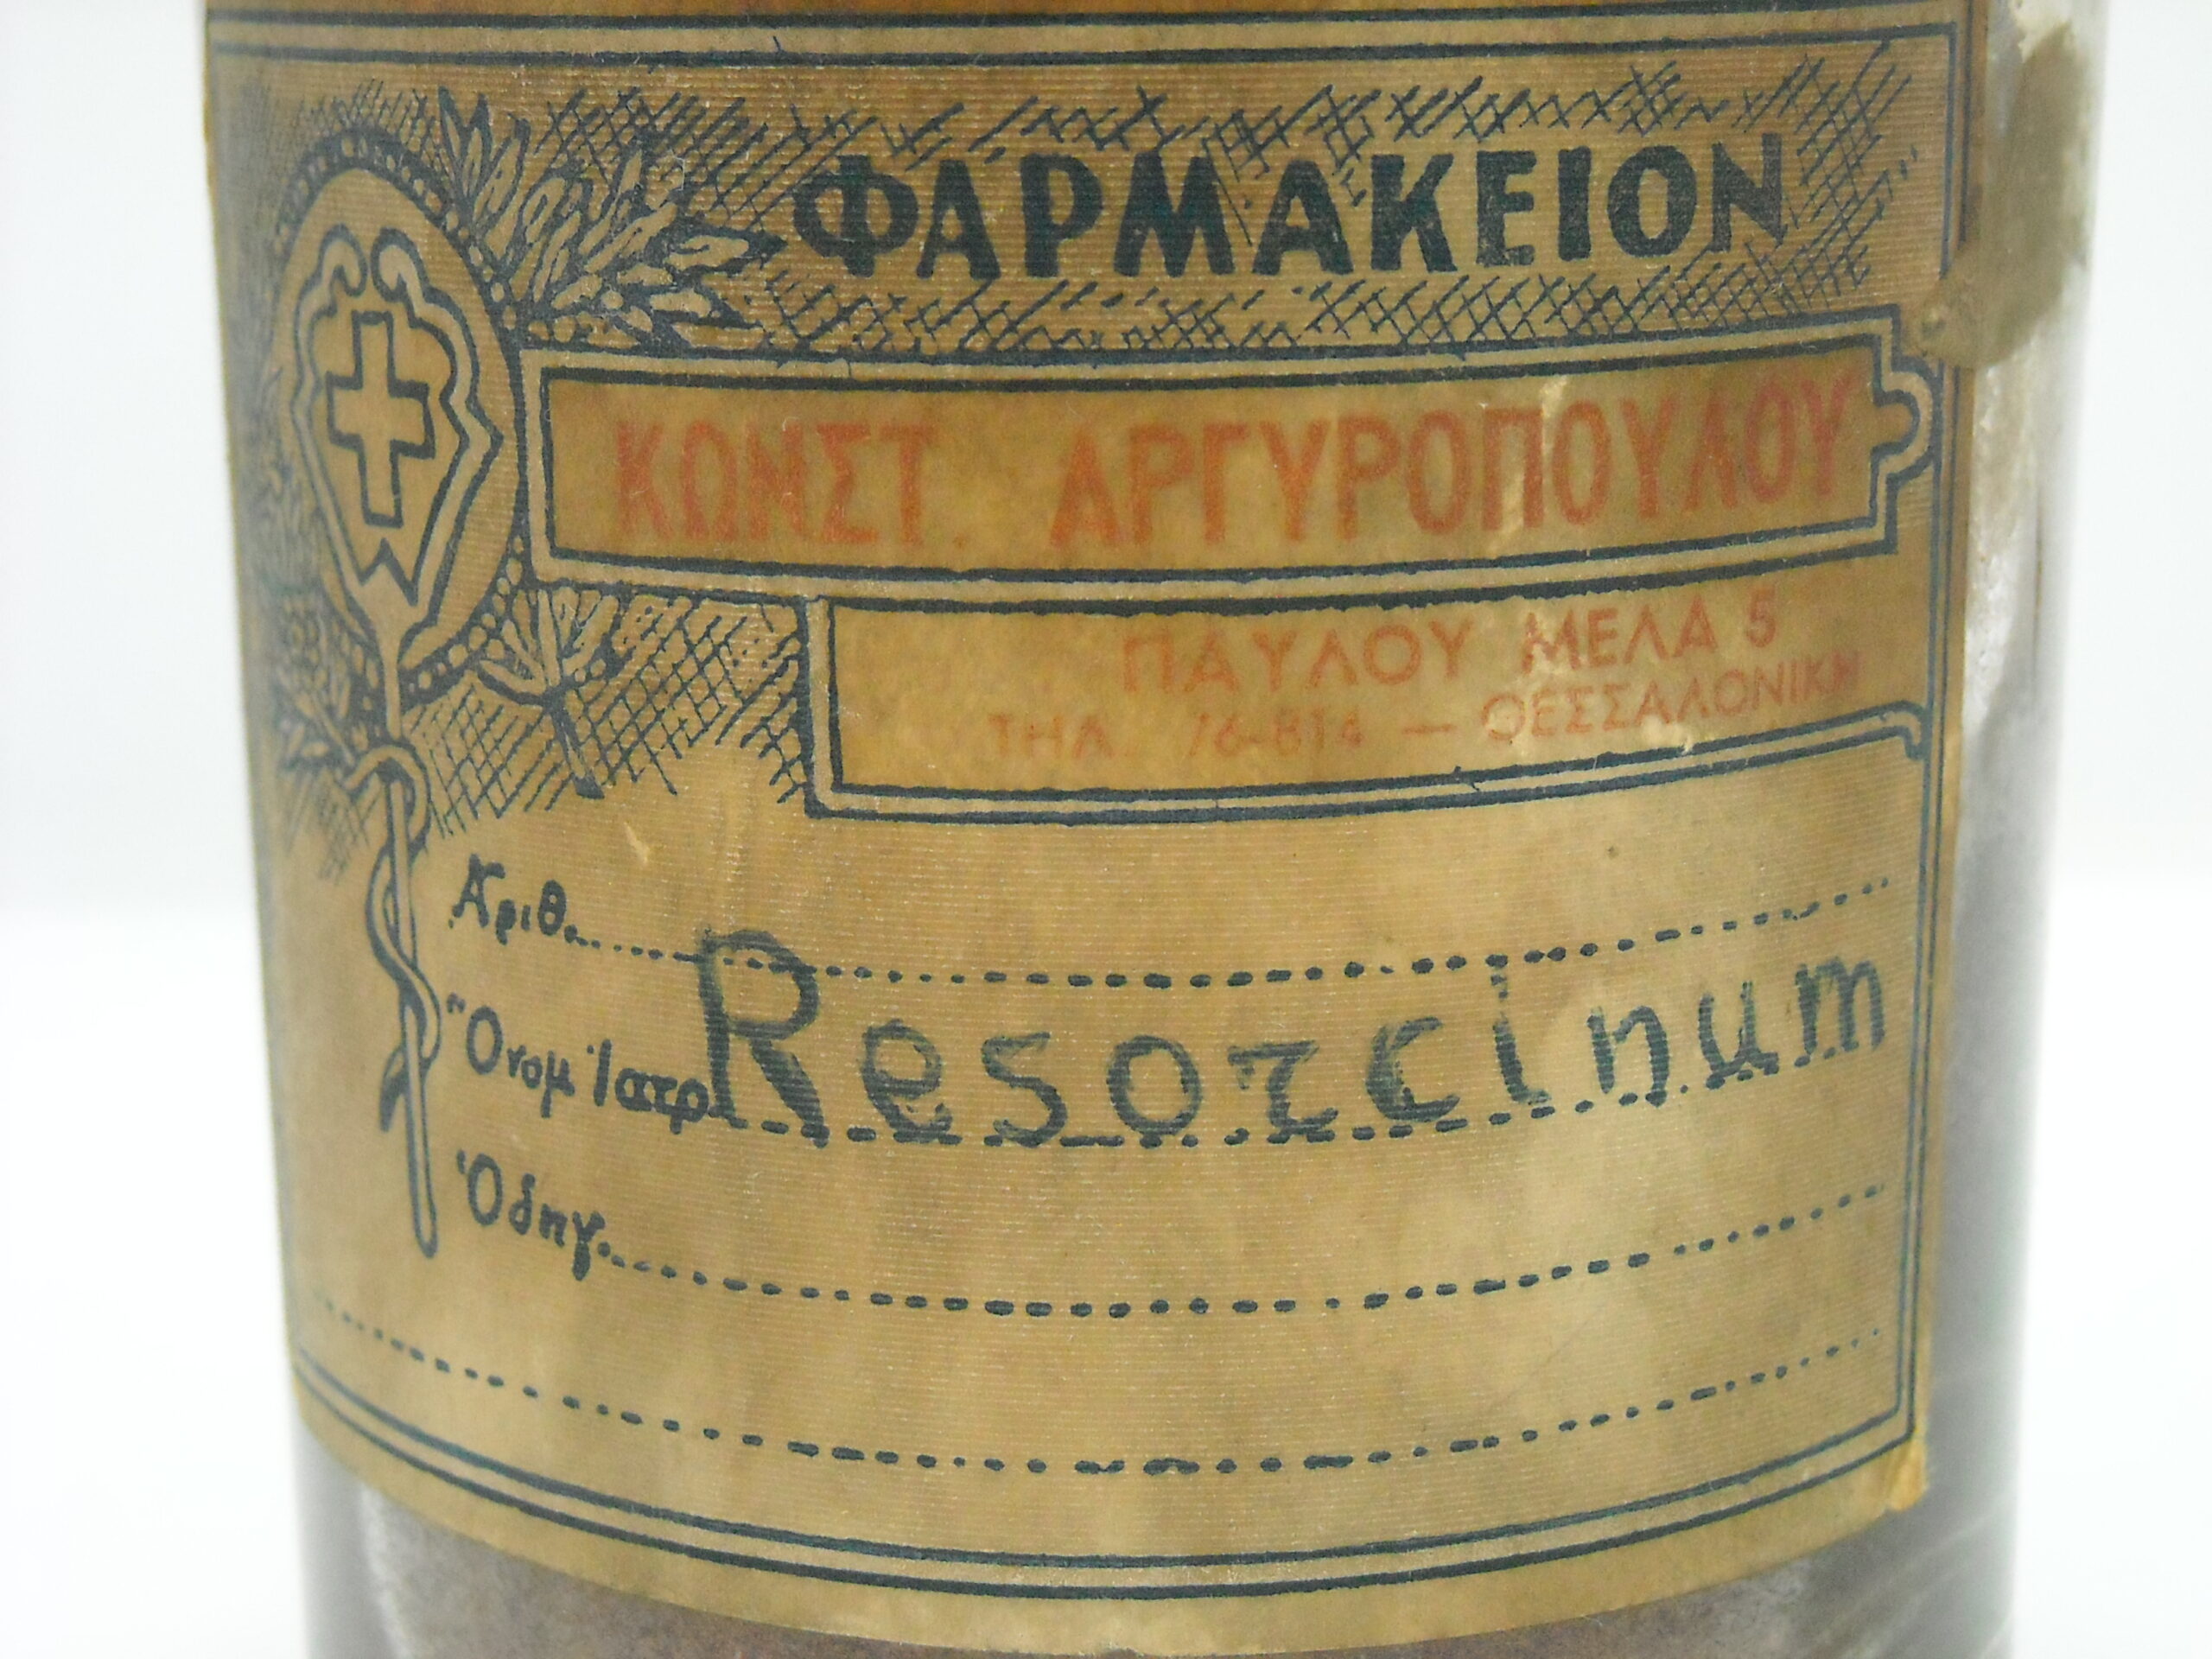 ΦΑΡΜΑΚΕΙΟΝ
ΚΩΝΣΤ. ΑΡΓΥΡΟΠΟΥΛΟΥ
ΠΑΥΛΟΥ ΜΕΛΑ 5
ΤΗΛ. 76-814 — ΘΕΣΣΑΛΟΝΙΚΗ
Ἀριθ.
Ὄνομ Ἰατρ. Resorcinum
Ὁδηγ.